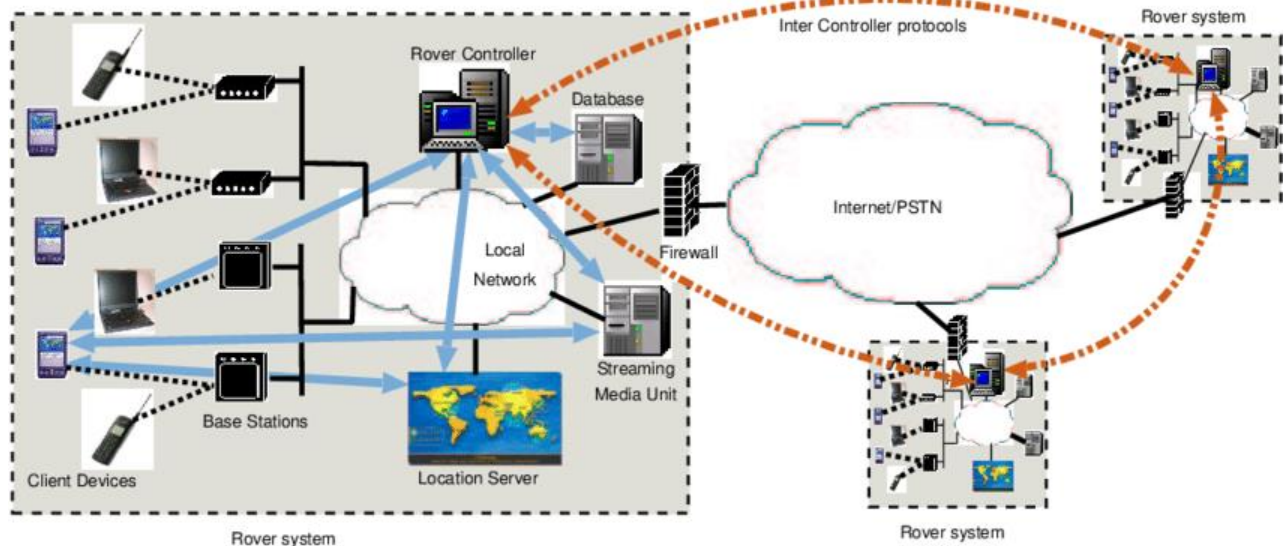 Rover system
Inter Controller protocols
Rover Controller
Database
Internet/PSTN
Local
Network
Firewall
Streaming
Media Unit
Base Stations
Location Server
Client Devices
Rover system
Rover system